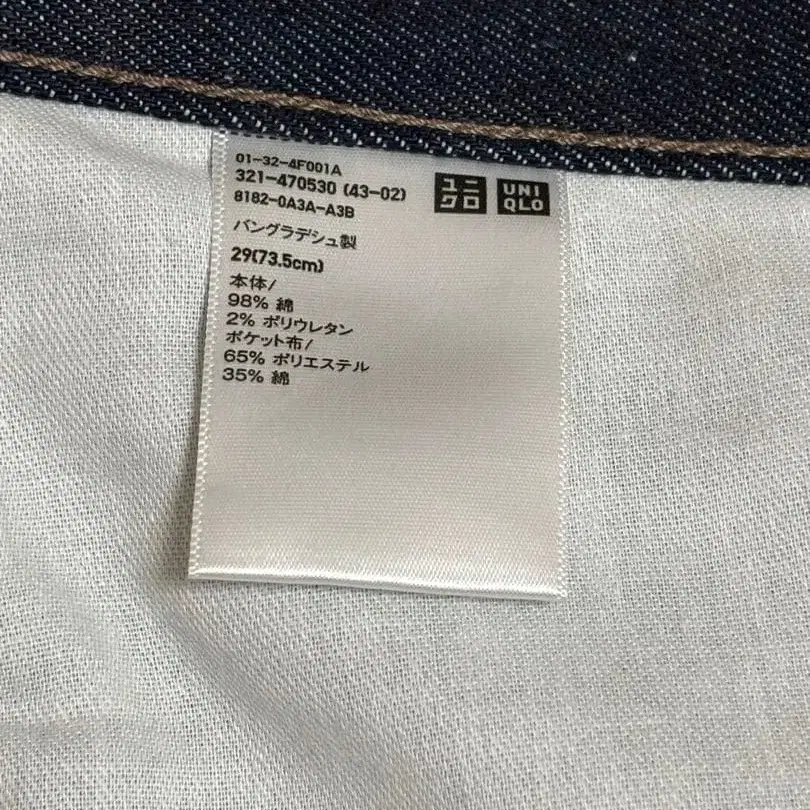 01-32-4F001A
321-470530 (43-02)
8182-0A3A-A3B
ユニ
クロ
UNI
QLO
バングラデシュ製
29(73.5cm)
本体/
98% 綿
2% ポリウレタン
ポケット布/
65% ポリエステル
35% 綿